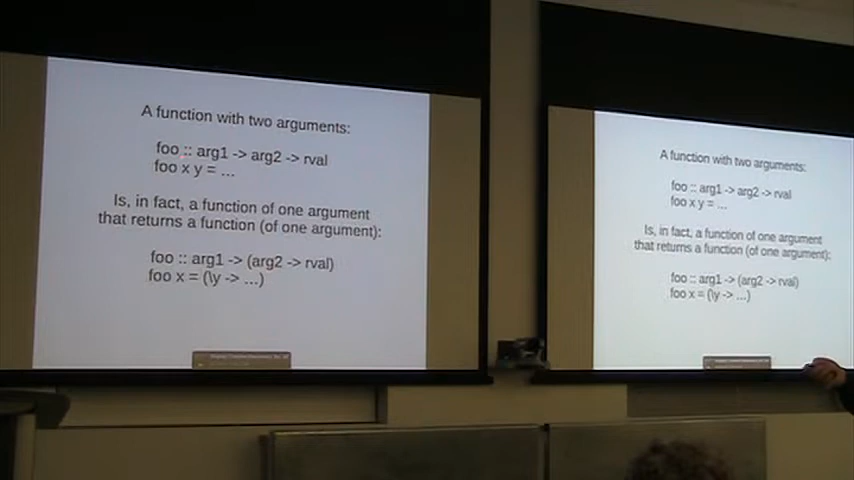 A function with two arguments:
foo :: arg1 -> arg2 -> rval
foo x y = ...
Is, in fact, a function of one argument
that returns a function (of one argument):
foo :: arg1 -> (arg2 -> rval)
foo x = (\y -> ...)
A function with two arguments:
foo :: arg1 -> arg2 -> rval
foo x y = ...
Is, in fact, a function of one argument
that returns a function (of one argument):
foo :: arg1 -> (arg2 -> rval)
foo x = (\y -> ...)